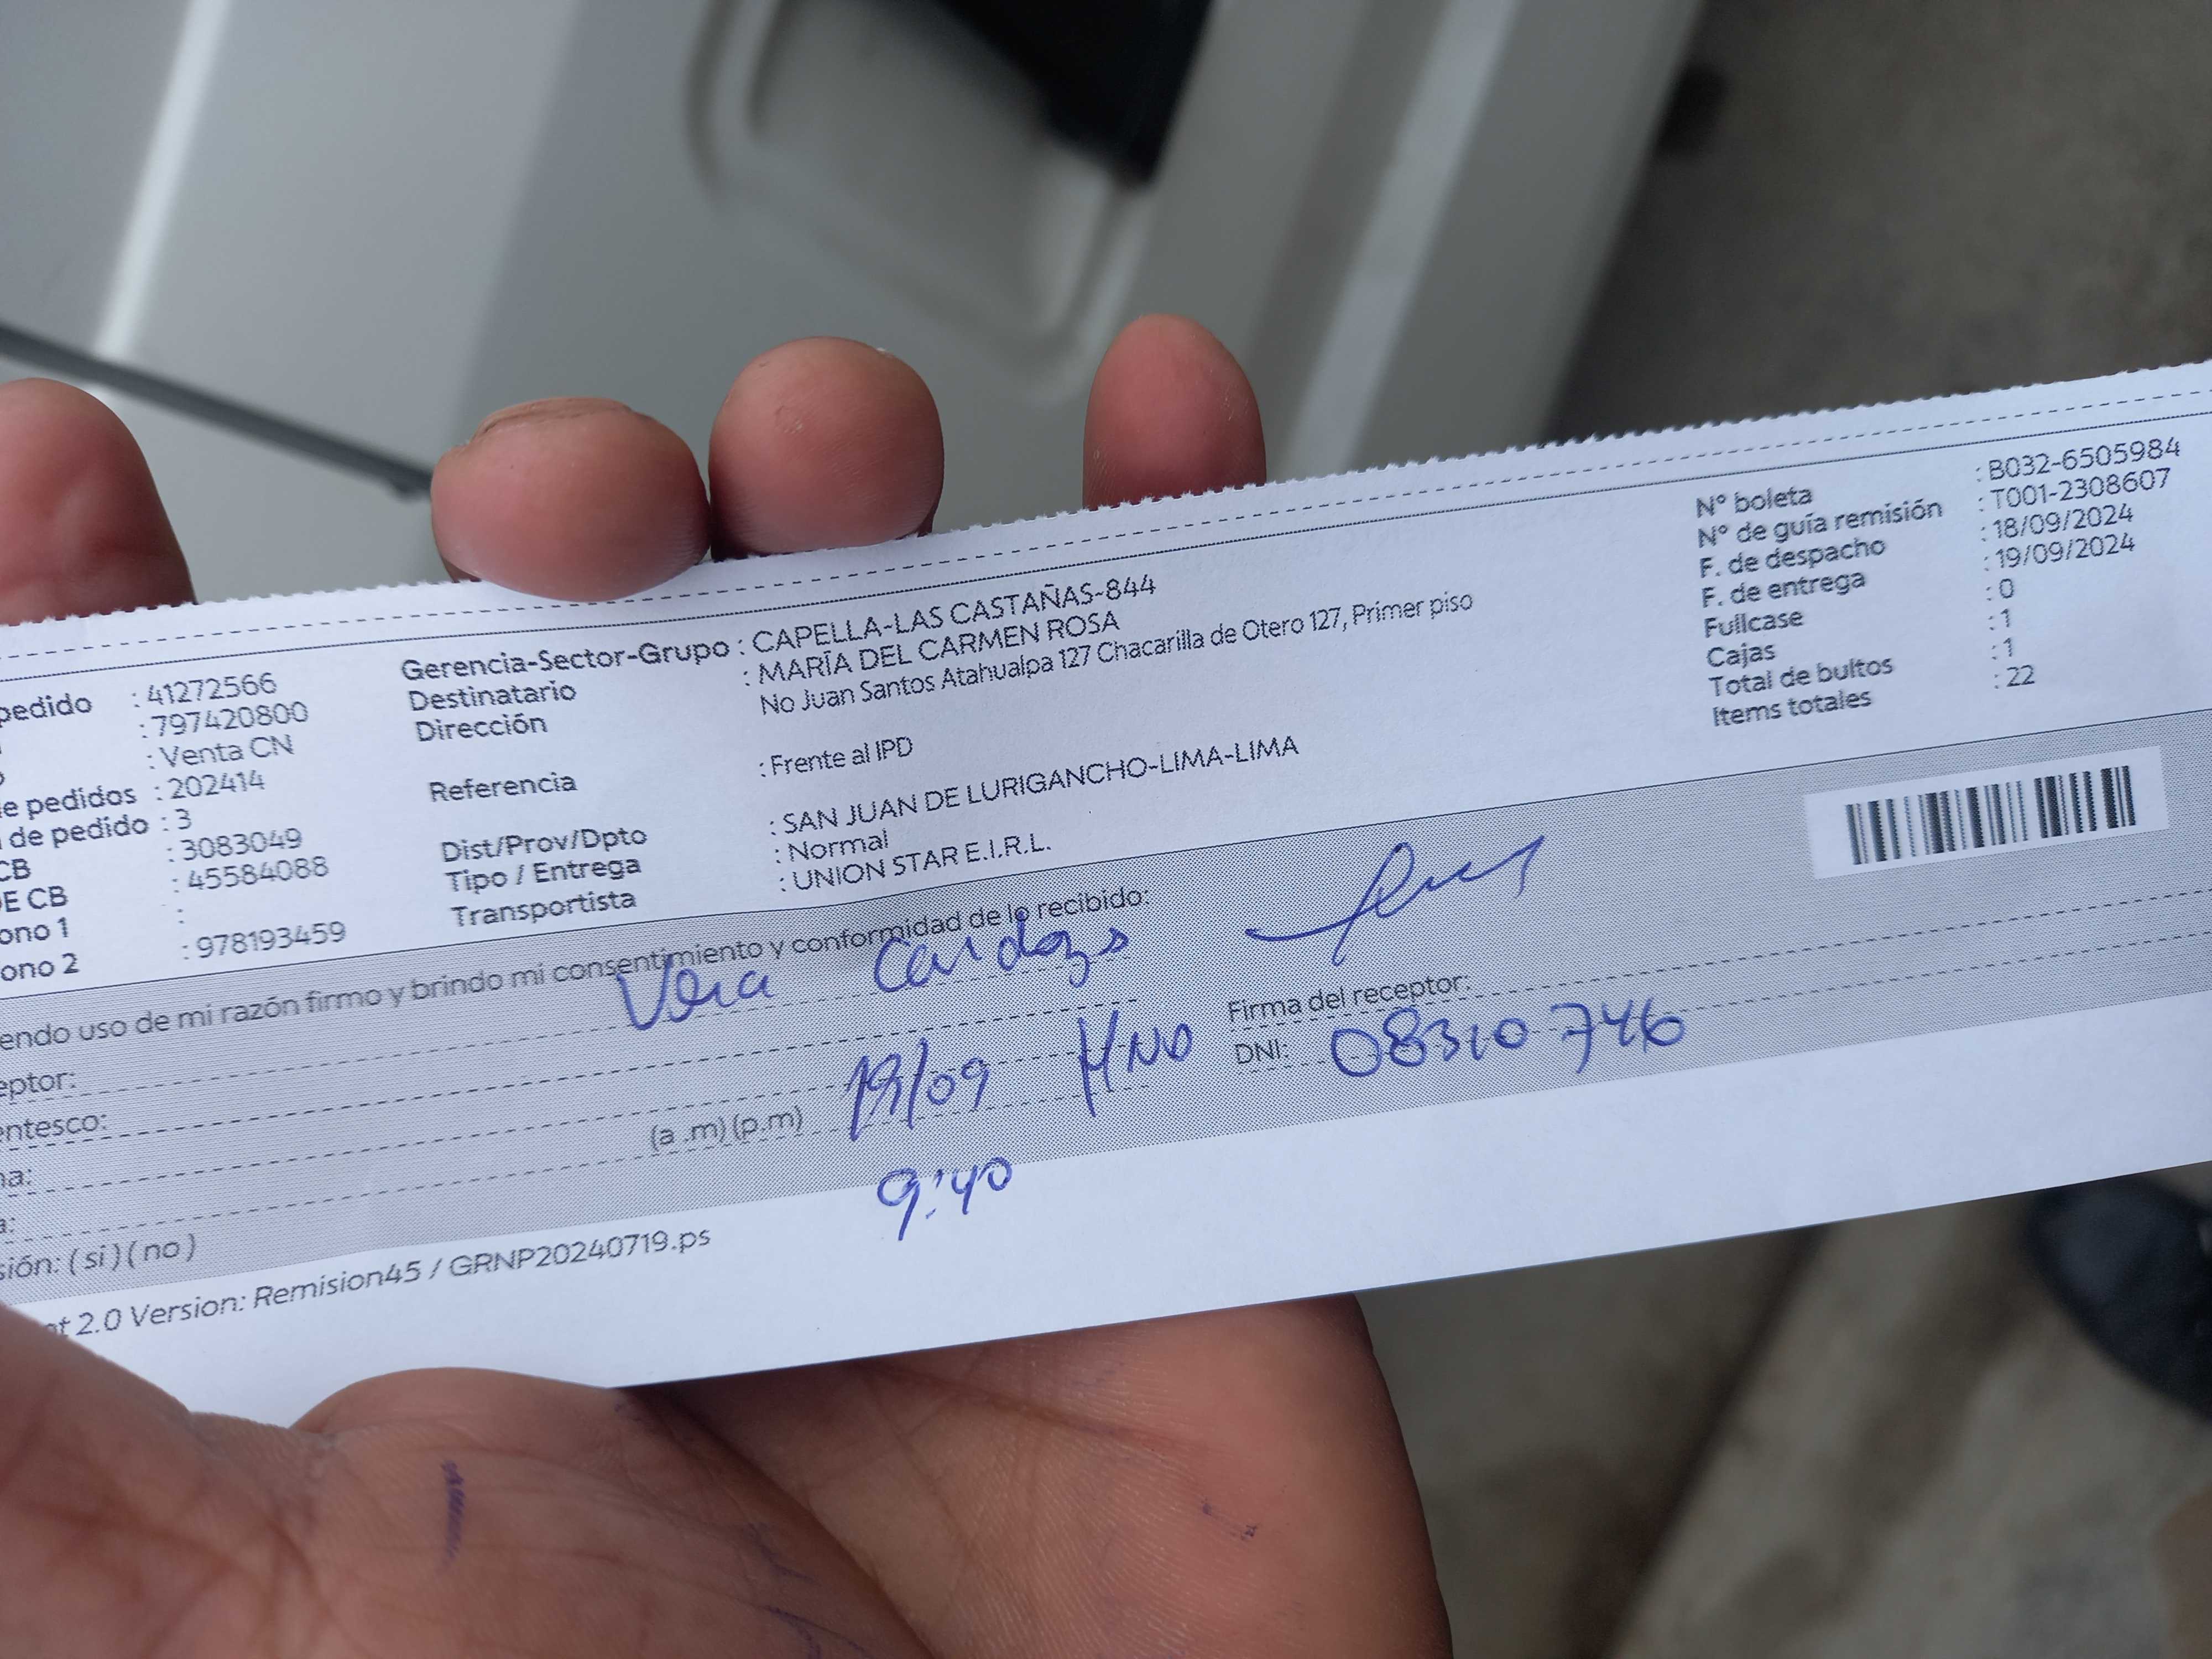 pedido : 41272566
: 797420800
: Venta CN
e pedidos : 202414
de pedido : 3
CB : 3083049
E CB : 45584088
ono 1 :
ono 2 : 978193459
Gerencia-Sector-Grupo : CAPELLA-LAS CASTAÑAS-844
Destinatario : MARÍA DEL CARMEN ROSA
Dirección No Juan Santos Atahualpa 127 Chacarilla de Otero 127, Primer piso
Referencia : Frente al IPD
Dist/Prov/Dpto : SAN JUAN DE LURIGANCHO-LIMA-LIMA
Tipo / Entrega : Normal
Transportista : UNION STAR E.I.R.L.
N° boleta : B032-6505984
N° de guía remisión : T001-2308607
F. de despacho : 18/09/2024
F. de entrega : 19/09/2024
Fullcase : 0
Cajas : 1
Total de bultos : 1
Items totales : 22
endo uso de mi razón firmo y brindo mi consentimiento y conformidad de lo recibido:
eptor: Vera Cardozo
Firma del receptor:
entesco: HNO
DNI: 08310746
na: 19/09
a: (a .m) (p.m) 9:40
sión: ( si ) ( no )
nt 2.0 Version: Remision45 / GRNP20240719.ps